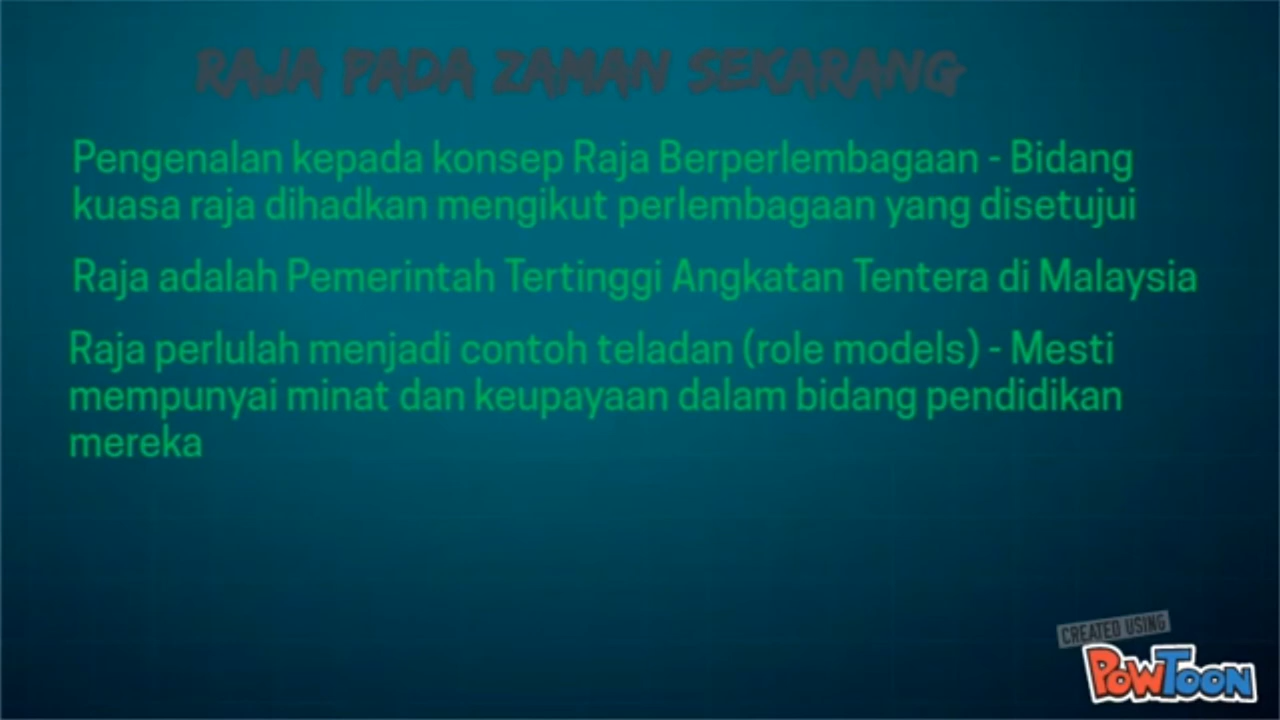 RAJA PADA ZAMAN SEKARANG
Pengenalan kepada konsep Raja Berperlembagaan - Bidang
kuasa raja dihadkan mengikut perlembagaan yang disetujui
Raja adalah Pemerintah Tertinggi Angkatan Tentera di Malaysia
Raja perlulah menjadi contoh teladan (role models) - Mesti
mempunyai minat dan keupayaan dalam bidang pendidikan
mereka
CREATED USING
POWTOON